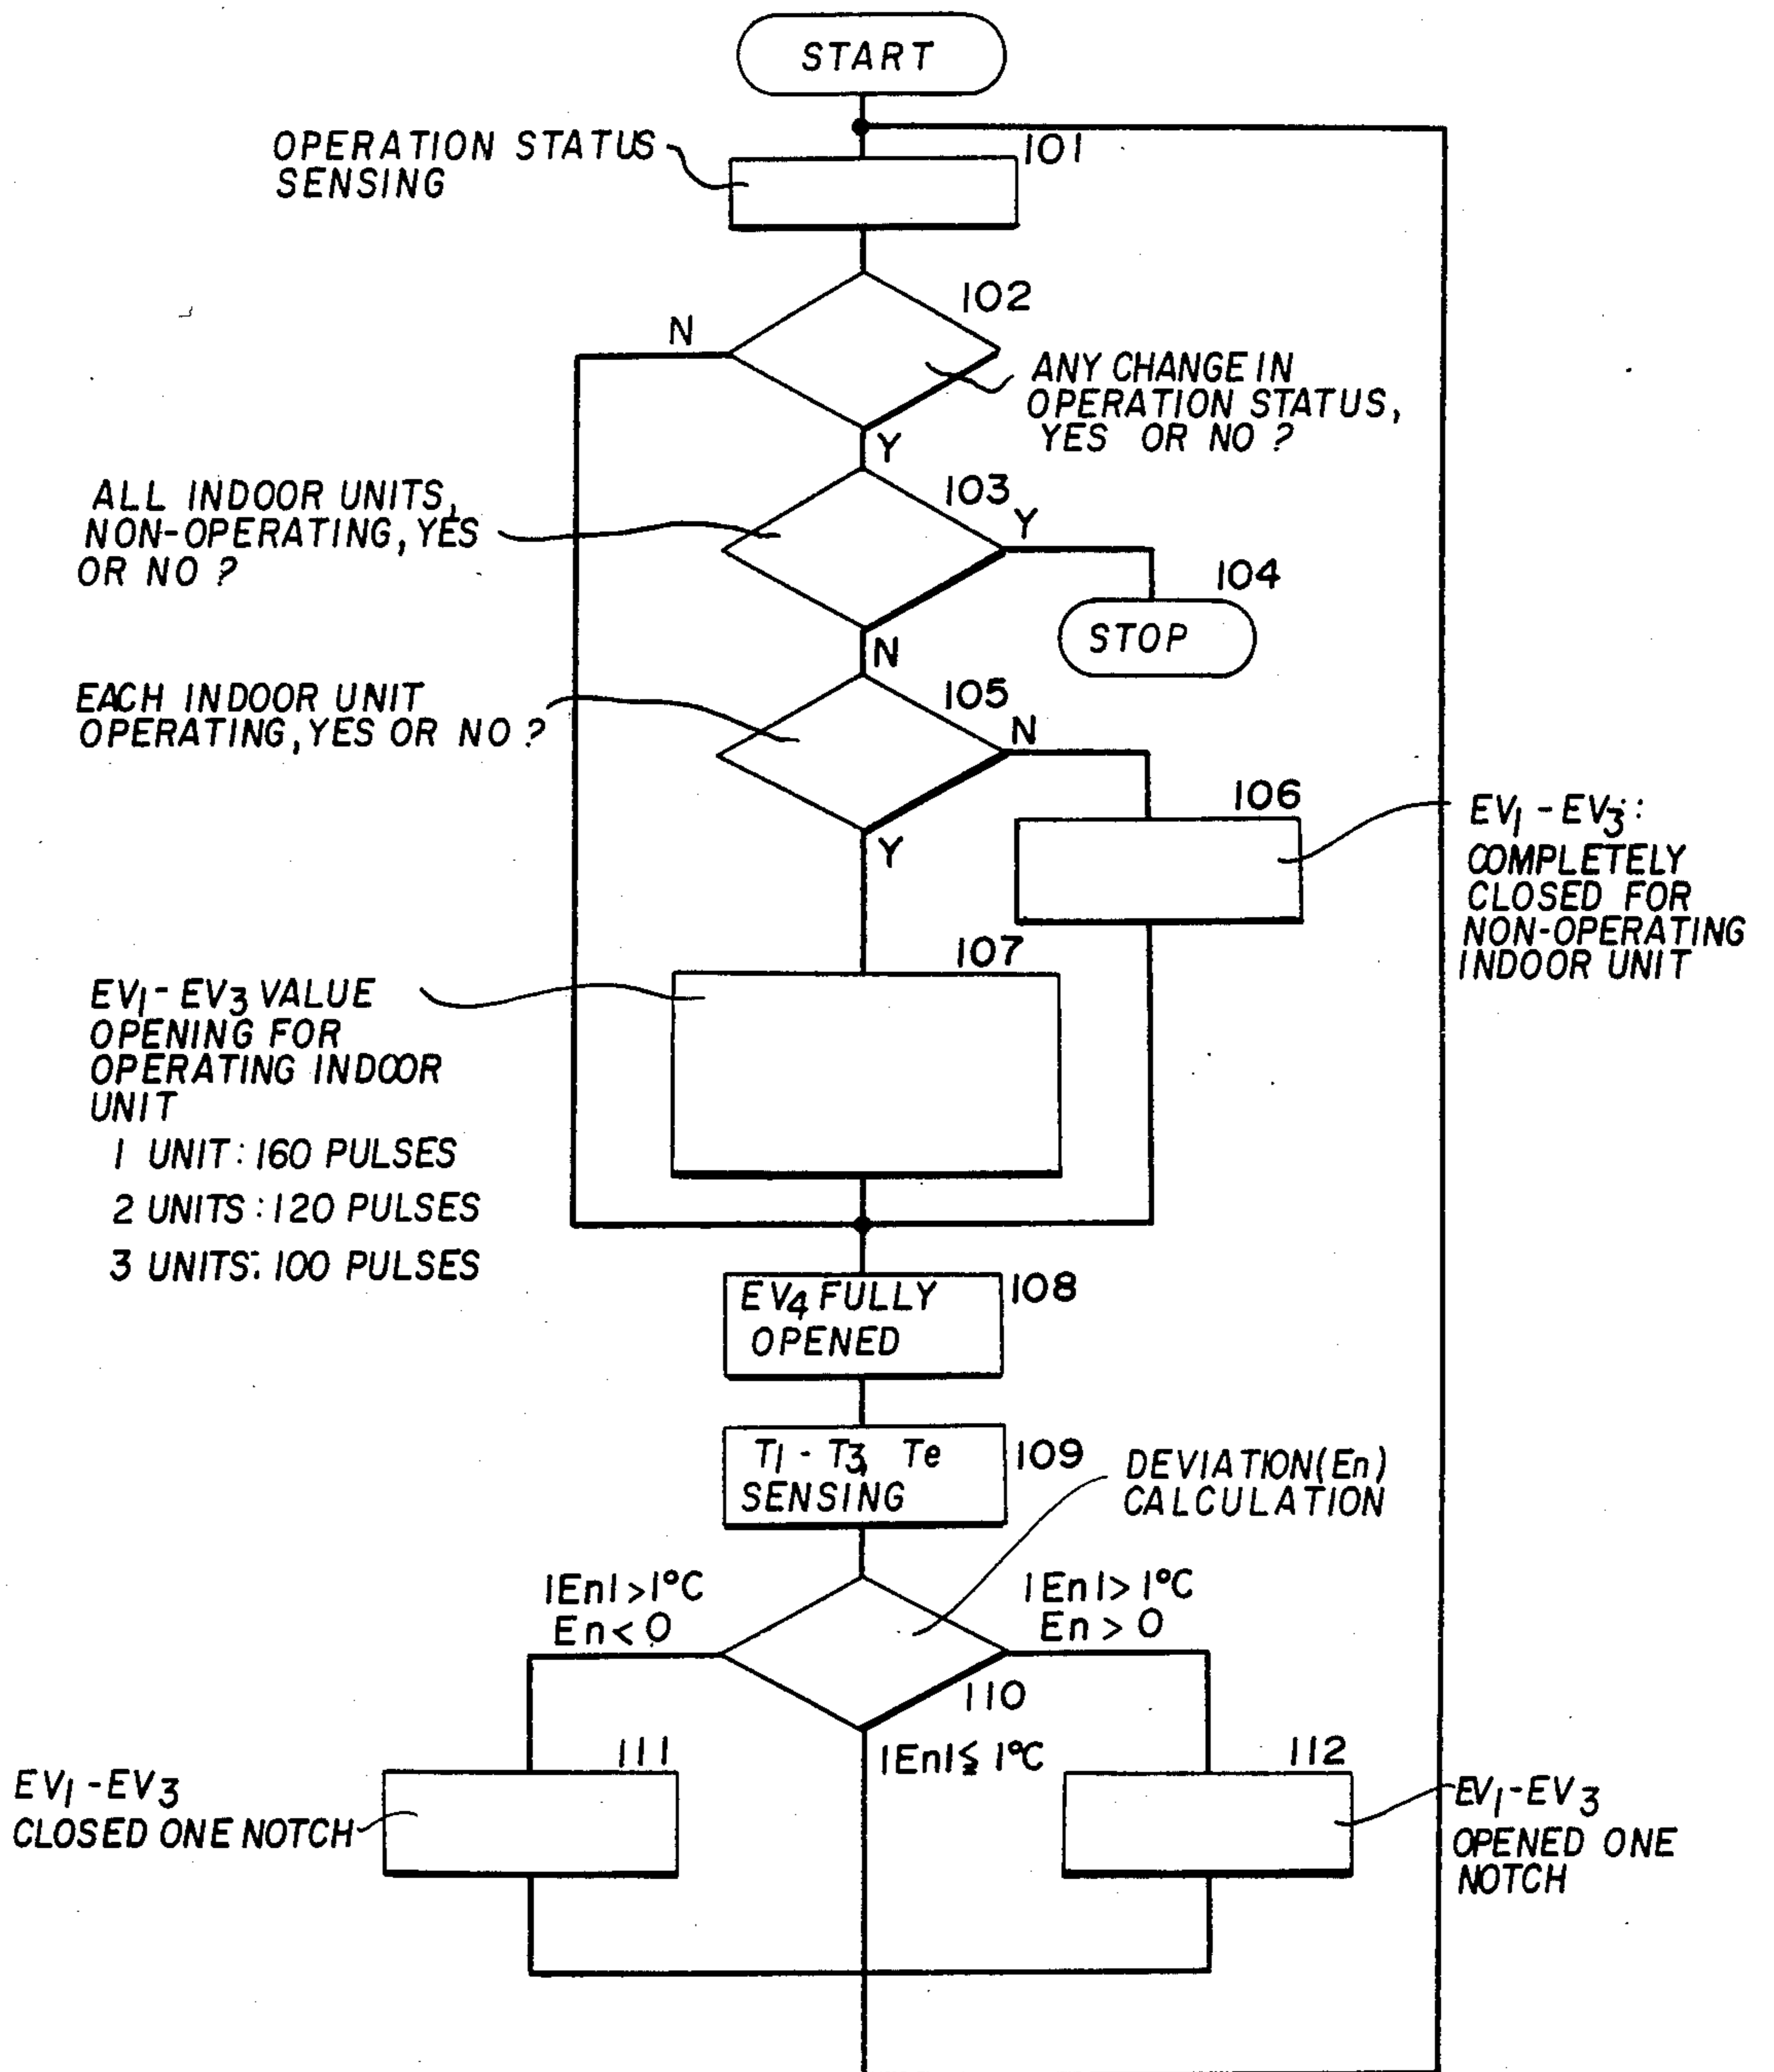 START
101
OPERATION STATUS
SENSING
102
N
ANY CHANGE IN
OPERATION STATUS,
YES OR NO?
Y
ALL INDOOR UNITS,
NON-OPERATING, YES
OR NO?
103
Y
104
STOP
N
EACH INDOOR UNIT
OPERATING, YES OR NO?
105
N
106
EV1-EV3:
COMPLETELY
CLOSED FOR
NON-OPERATING
INDOOR UNIT
Y
107
EV1-EV3 VALUE
OPENING FOR
OPERATING INDOOR
UNIT
1 UNIT: 160 PULSES
2 UNITS: 120 PULSES
3 UNITS: 100 PULSES
EV4 FULLY
OPENED
108
T1-T3, Te
SENSING
109
DEVIATION(En)
CALCULATION
|En|>1°C
En<0
|En|>1°C
En>0
110
|En|≦1°C
111
EV1-EV3
CLOSED ONE NOTCH
112
EV1-EV3
OPENED ONE
NOTCH